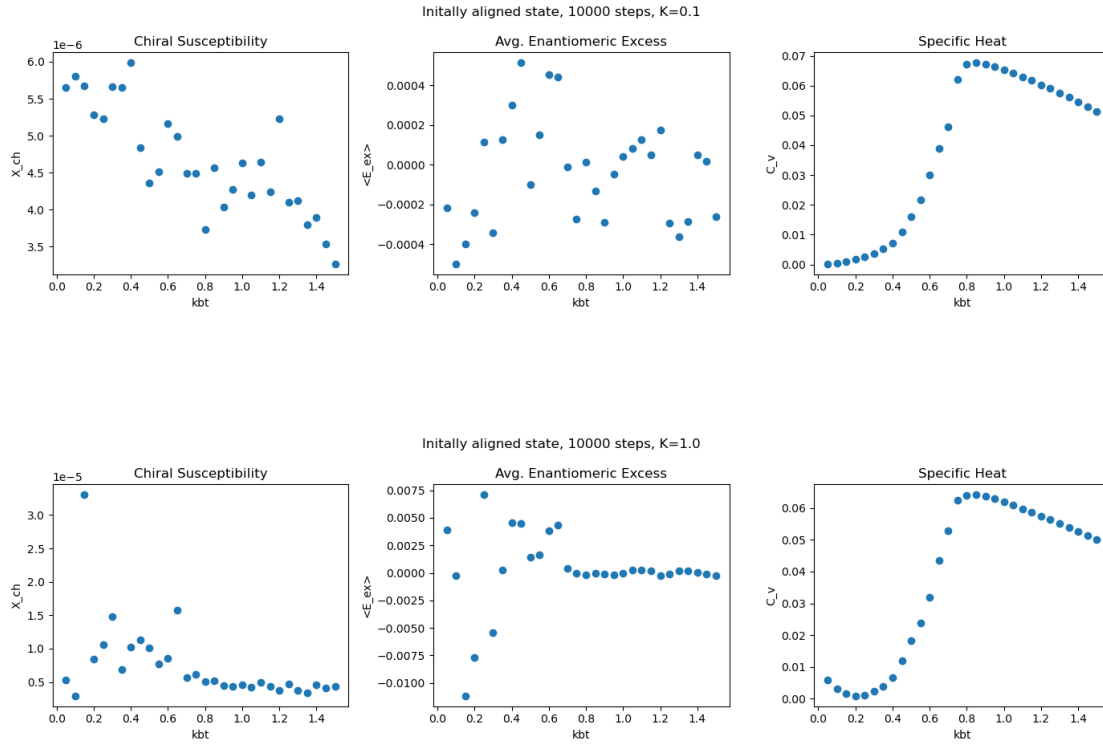 Initally aligned state, 10000 steps, K=0.1
Chiral Susceptibility
1e−6
X_ch
6.0
5.5
5.0
4.5
4.0
3.5
0.0 0.2 0.4 0.6 0.8 1.0 1.2 1.4
kbt
Avg. Enantiomeric Excess
<E_ex>
0.0004
0.0002
0.0000
−0.0002
−0.0004
0.0 0.2 0.4 0.6 0.8 1.0 1.2 1.4
kbt
Specific Heat
C_v
0.07
0.06
0.05
0.04
0.03
0.02
0.01
0.00
0.0 0.2 0.4 0.6 0.8 1.0 1.2 1.4
kbt
Initally aligned state, 10000 steps, K=1.0
Chiral Susceptibility
1e−5
X_ch
3.0
2.5
2.0
1.5
1.0
0.5
0.0 0.2 0.4 0.6 0.8 1.0 1.2 1.4
kbt
Avg. Enantiomeric Excess
<E_ex>
0.0075
0.0050
0.0025
0.0000
−0.0025
−0.0050
−0.0075
−0.0100
0.0 0.2 0.4 0.6 0.8 1.0 1.2 1.4
kbt
Specific Heat
C_v
0.06
0.05
0.04
0.03
0.02
0.01
0.00
0.0 0.2 0.4 0.6 0.8 1.0 1.2 1.4
kbt